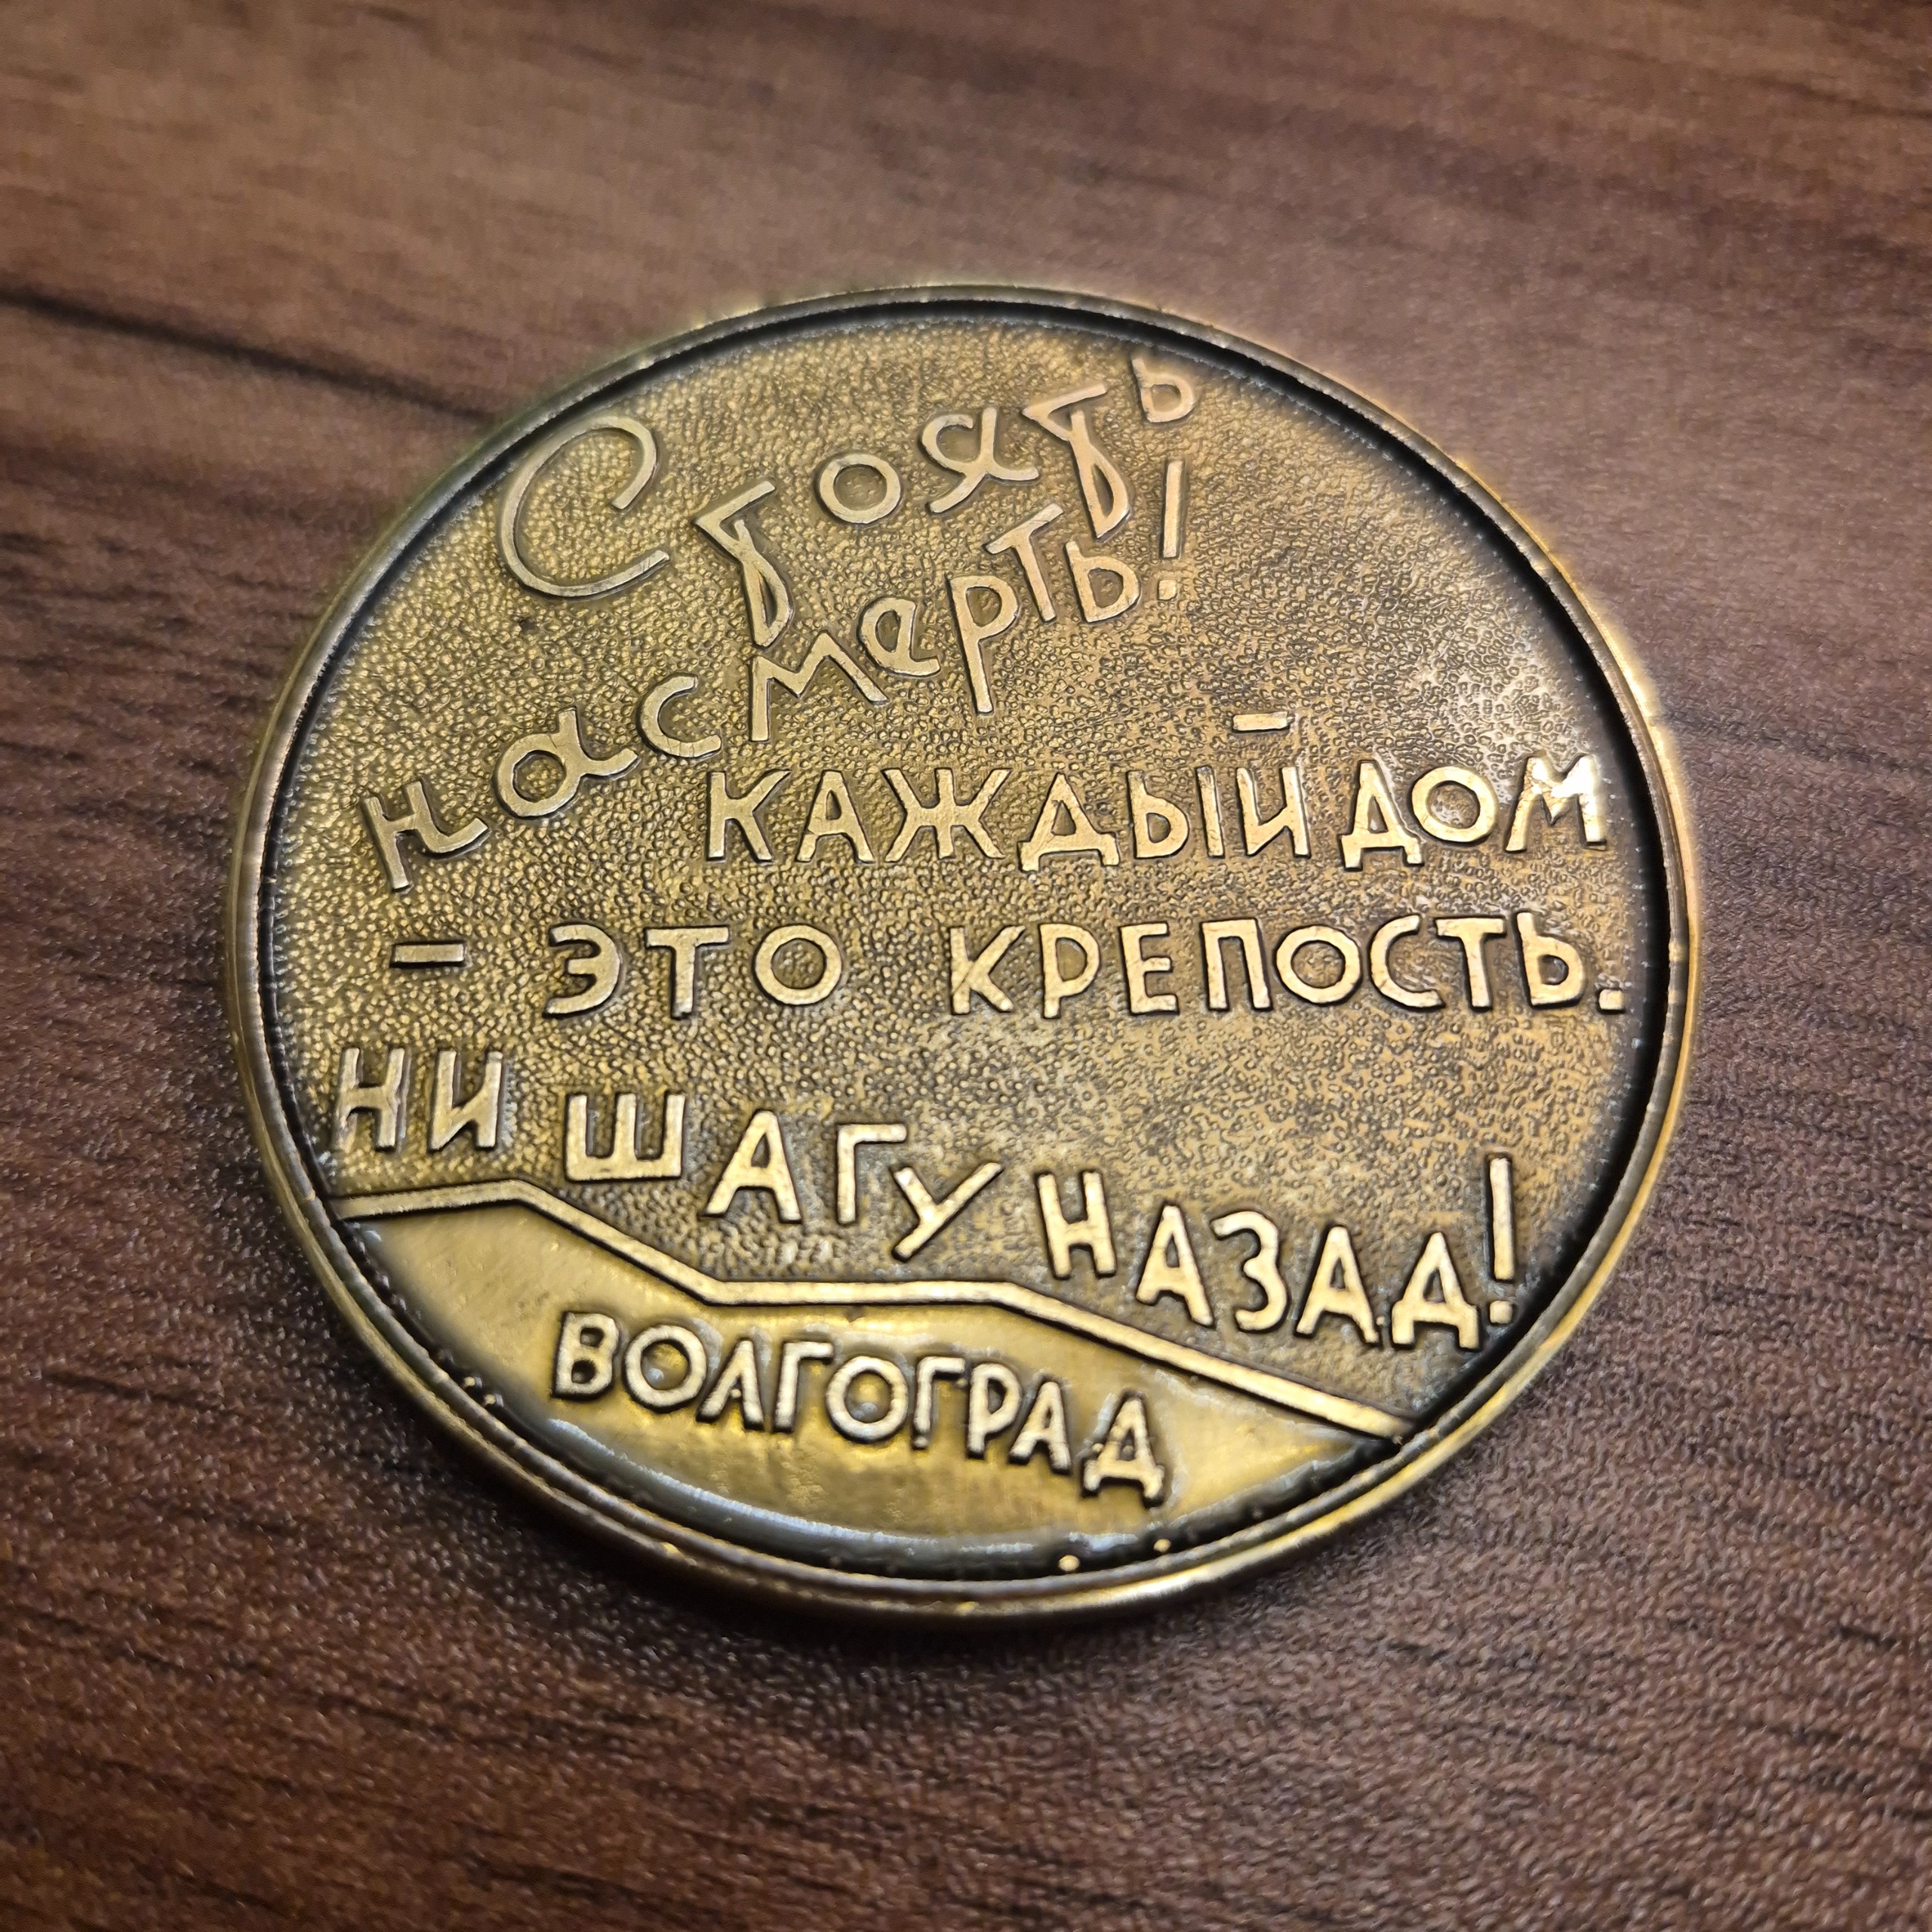 Стоять
насмерть!
КАЖДЫЙ ДОМ
- ЭТО КРЕПОСТЬ.
НИ ШАГУ НАЗАД!
ВОЛГОГРАД